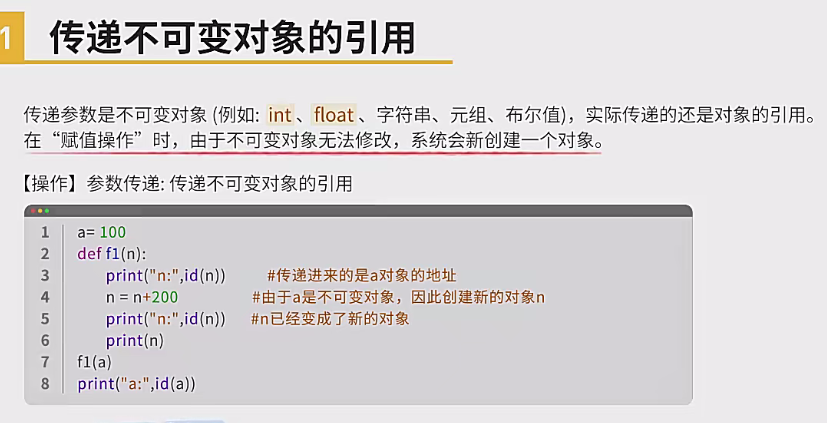 1 传递不可变对象的引用
传递参数是不可变对象 (例如: int、float、字符串、元组、布尔值)，实际传递的还是对象的引用。
在“赋值操作”时，由于不可变对象无法修改，系统会新创建一个对象。
【操作】参数传递: 传递不可变对象的引用
1 a= 100
2 def f1(n):
3 print("n:",id(n)) #传递进来的是a对象的地址
4 n = n+200 #由于a是不可变对象，因此创建新的对象n
5 print("n:",id(n)) #n已经变成了新的对象
6 print(n)
7 f1(a)
8 print("a:",id(a))